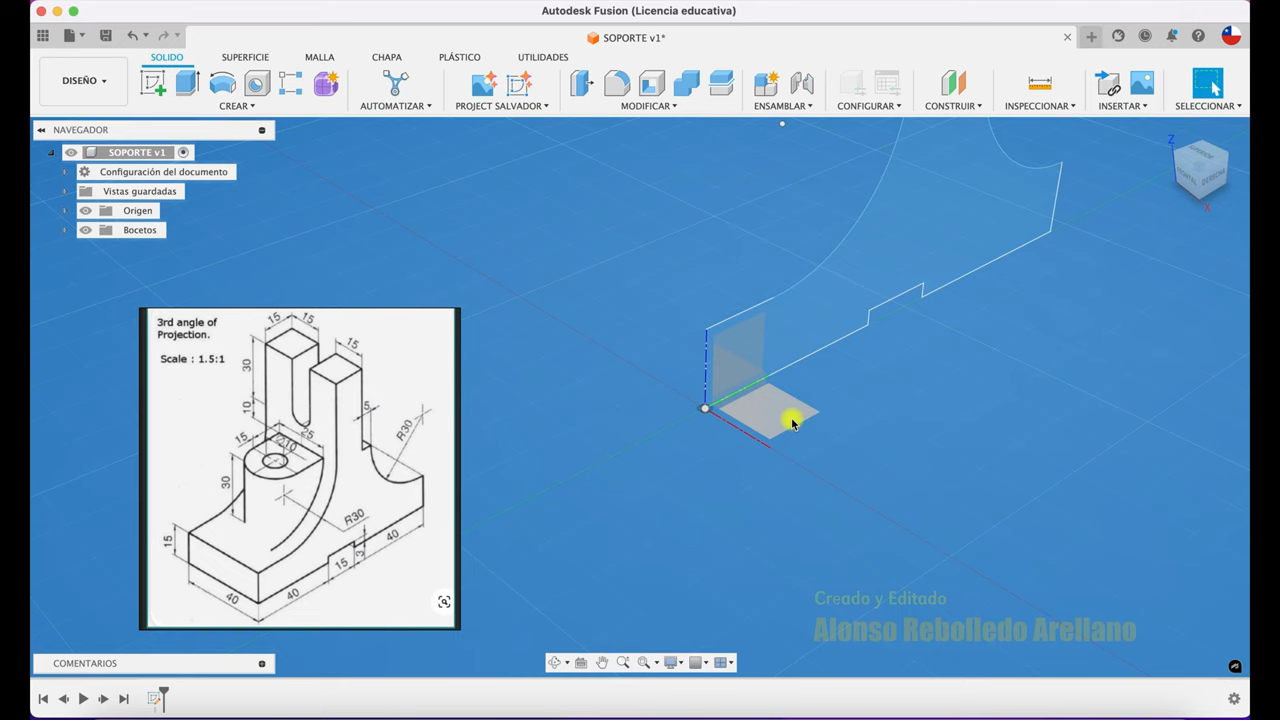 Autodesk Fusion (Licencia educativa)
SOPORTE v1*
DISEÑO
SOLIDO
SUPERFICIE
MALLA
CHAPA
PLÁSTICO
UTILIDADES
CREAR
AUTOMATIZAR
PROJECT SALVADOR
MODIFICAR
ENSAMBLAR
CONFIGURAR
CONSTRUIR
INSPECCIONAR
INSERTAR
SELECCIONAR
NAVEGADOR
SOPORTE v1
Configuración del documento
Vistas guardadas
Origen
Bocetos
Z
FRONTAL
DERECHA
X
3rd angle of
Projection.
Scale : 1.5:1
15
15
15
30
10
5
R30
25
15
30
R30
15
3
40
15
40
40
Creado y Editado
Alonso Rebolledo Arellano
COMENTARIOS